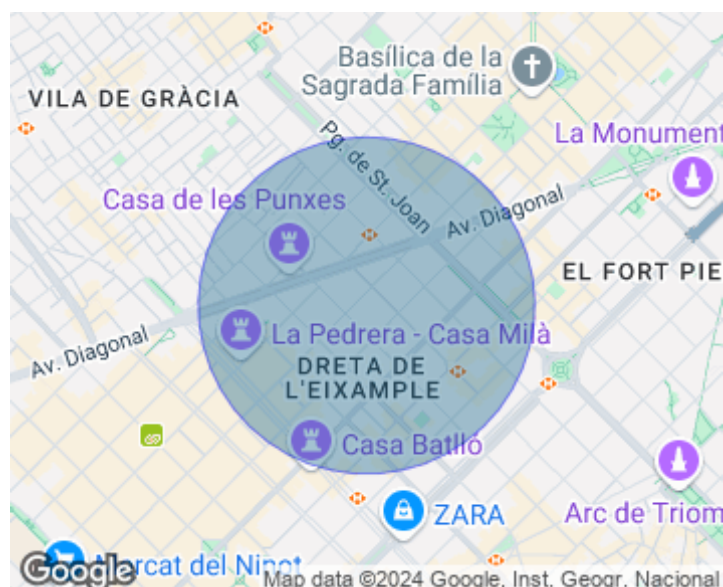 Basílica de la
Sagrada Família
VILA DE GRÀCIA
Pg. de St. Joan
La Monument
Casa de les Punxes
Av. Diagonal
EL FORT PIE
La Pedrera - Casa Milà
Av. Diagonal
DRETA DE
L'EIXAMPLE
Casa Batlló
ZARA
Arc de Triom
Mercat del Ninot
Google
Map data ©2024 Google, Inst. Geogr. Nacional